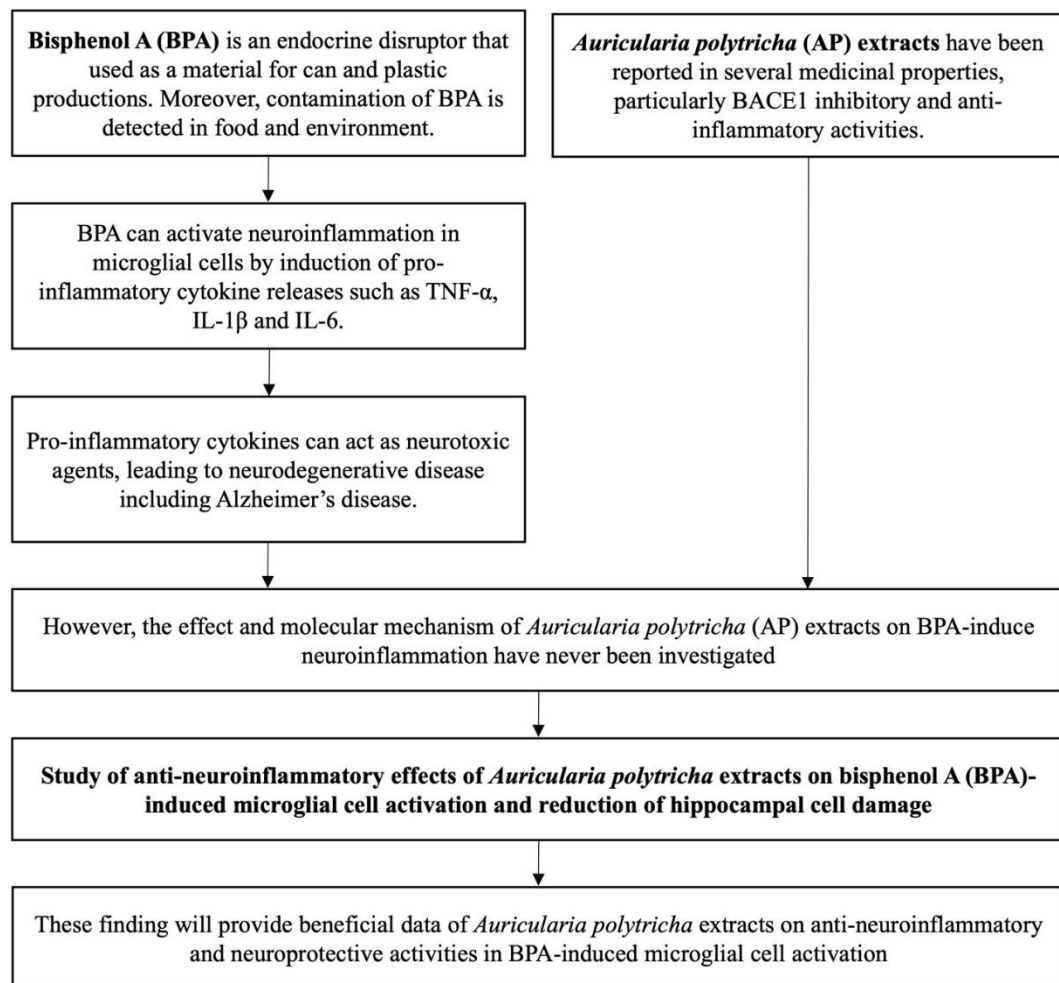 Bisphenol A (BPA) is an endocrine disruptor that
used as a material for can and plastic
productions. Moreover, contamination of BPA is
detected in food and environment.
Auricularia polytricha (AP) extracts have been
reported in several medicinal properties,
particularly BACE1 inhibitory and anti-
inflammatory activities.
BPA can activate neuroinflammation in
microglial cells by induction of pro-
inflammatory cytokine releases such as TNF-α,
IL-1β and IL-6.
Pro-inflammatory cytokines can act as neurotoxic
agents, leading to neurodegenerative disease
including Alzheimer’s disease.
However, the effect and molecular mechanism of Auricularia polytricha (AP) extracts on BPA-induce
neuroinflammation have never been investigated
Study of anti-neuroinflammatory effects of Auricularia polytricha extracts on bisphenol A (BPA)-
induced microglial cell activation and reduction of hippocampal cell damage
These finding will provide beneficial data of Auricularia polytricha extracts on anti-neuroinflammatory
and neuroprotective activities in BPA-induced microglial cell activation